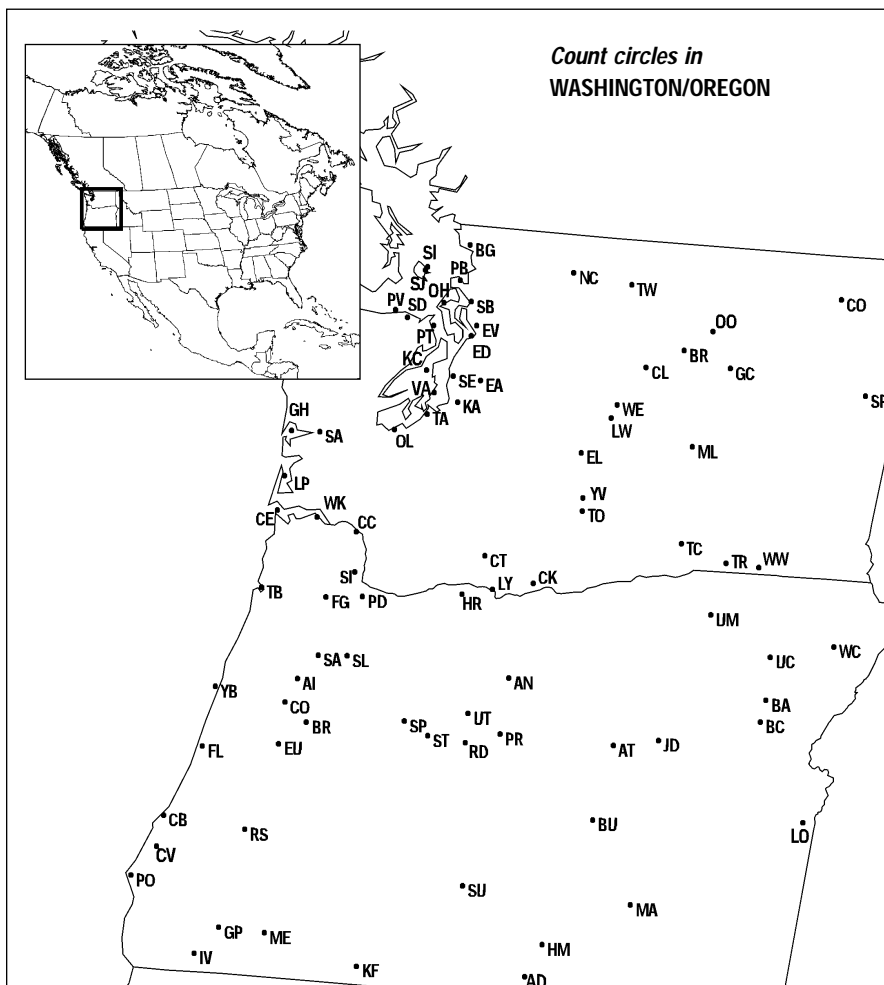 Count circles in
WASHINGTON/OREGON
BG
SI
SJ
PB
NC
TW
OH
SB
CO
PV
SD
PT
EV
OO
ED
BR
KC
CL
GC
SE
EA
VA
KA
WE
TA
LW
GH
SA
OL
EL
ML
LP
YV
TO
CE
WK
CC
TC
CT
TR
WW
SI
LY
CK
TB
FG
PD
HR
UM
SA
SL
UC
WC
AI
AN
YB
CO
BA
BR
SP
UT
BC
EU
ST
RD
PR
AT
JD
FL
CB
RS
BU
LO
CV
PO
SU
MA
GP
ME
HM
IV
KF
AD